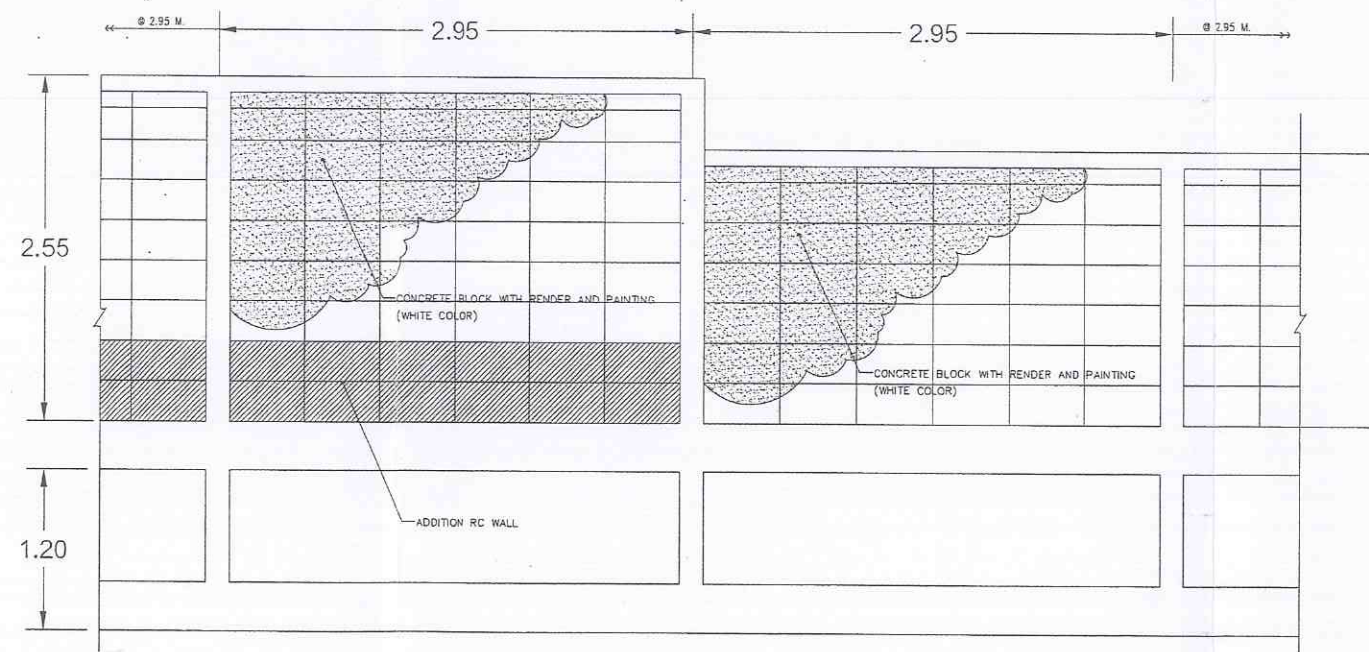 @ 2.95 M.
2.95
2.95
@ 2.95 M.
2.55
CONCRETE BLOCK WITH RENDER AND PAINTING
(WHITE COLOR)
CONCRETE BLOCK WITH RENDER AND PAINTING
(WHITE COLOR)
ADDITION RC WALL
1.20